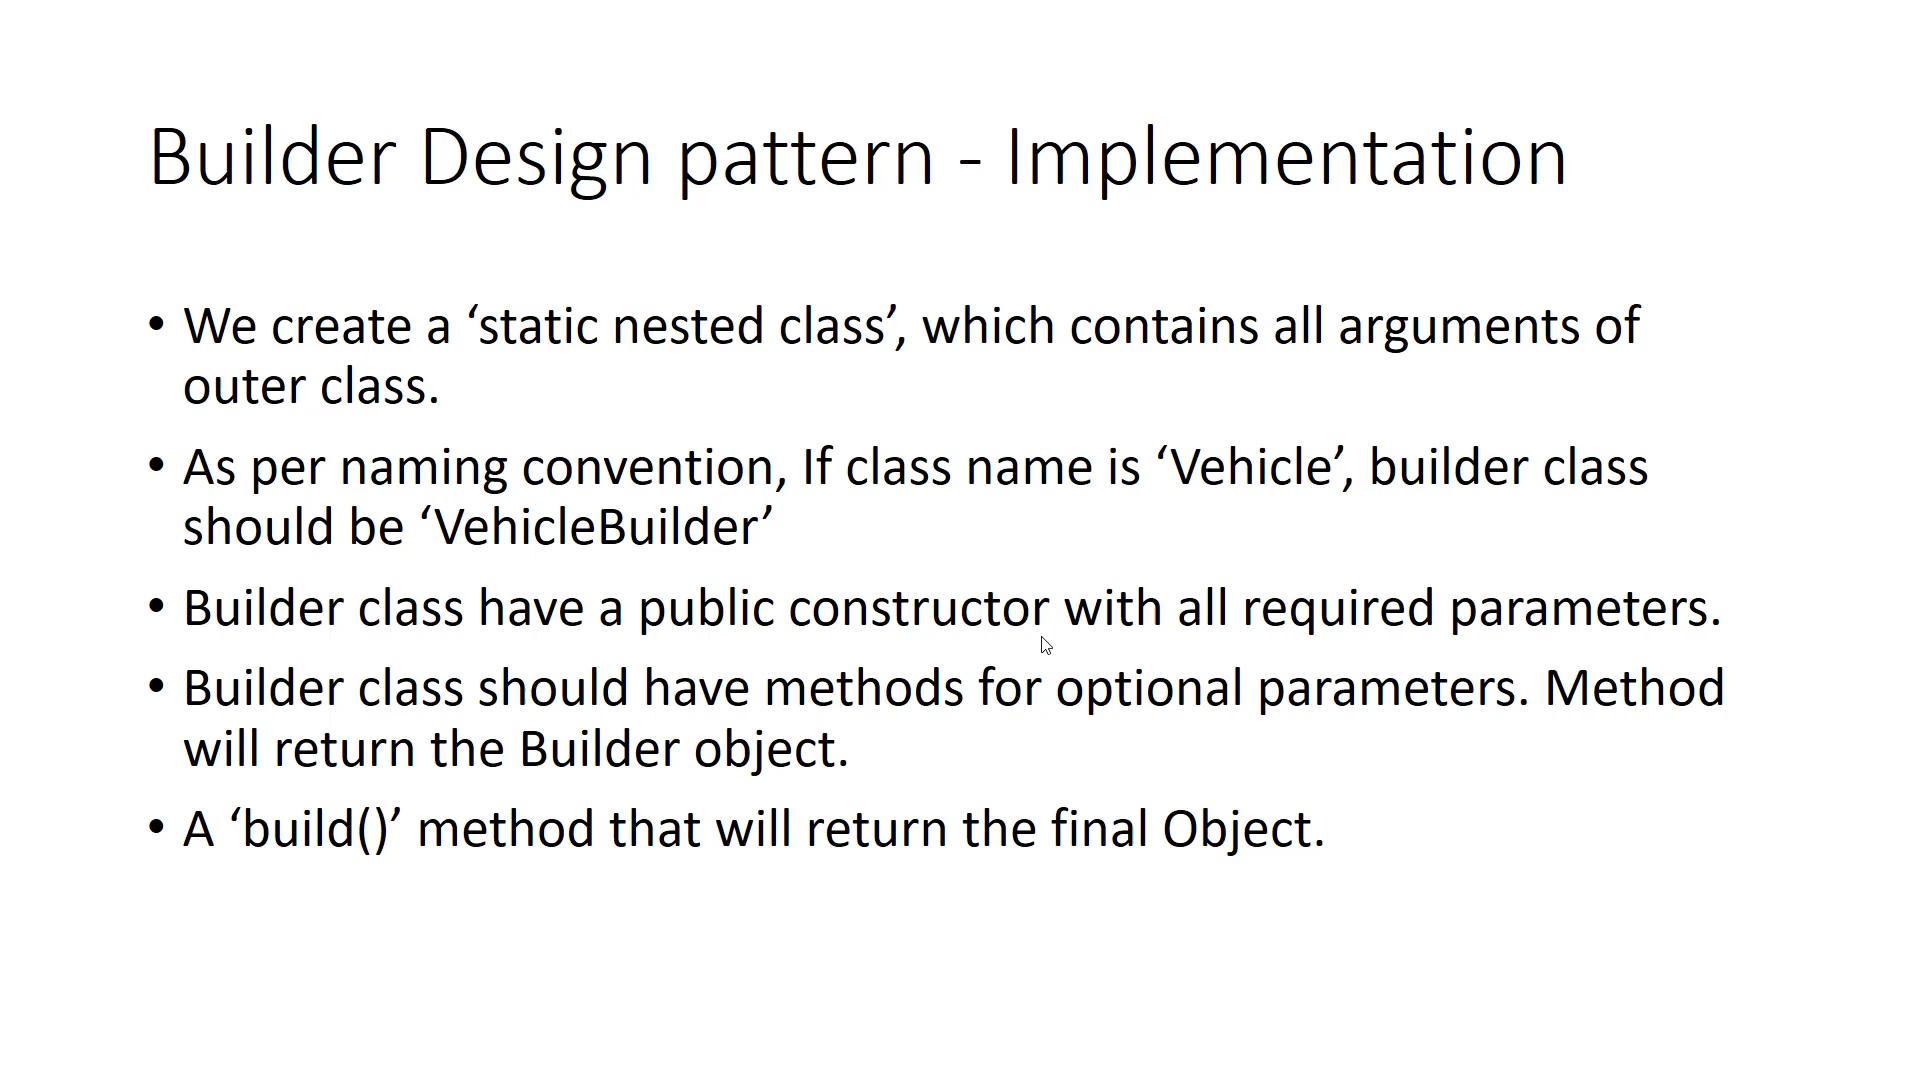 Builder Design pattern - Implementation
• We create a ‘static nested class’, which contains all arguments of
outer class.
• As per naming convention, If class name is ‘Vehicle’, builder class
should be ‘VehicleBuilder’
• Builder class have a public constructor with all required parameters.
• Builder class should have methods for optional parameters. Method
will return the Builder object.
• A ‘build()’ method that will return the final Object.